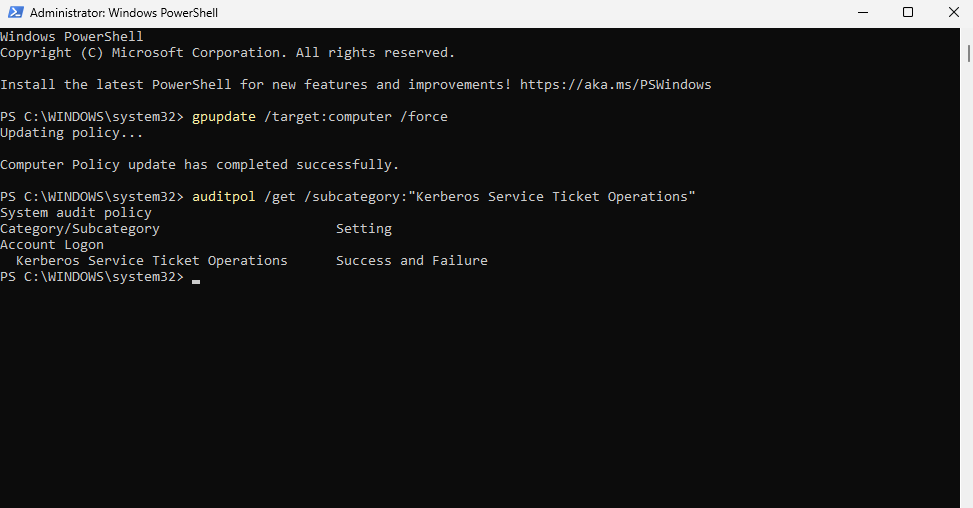 Administrator: Windows PowerShell
Windows PowerShell
Copyright (C) Microsoft Corporation. All rights reserved.
Install the latest PowerShell for new features and improvements! https://aka.ms/PSWindows
PS C:\WINDOWS\system32> gpupdate /target:computer /force
Updating policy...
Computer Policy update has completed successfully.
PS C:\WINDOWS\system32> auditpol /get /subcategory:"Kerberos Service Ticket Operations"
System audit policy
Category/Subcategory                      Setting
Account Logon
  Kerberos Service Ticket Operations      Success and Failure
PS C:\WINDOWS\system32>